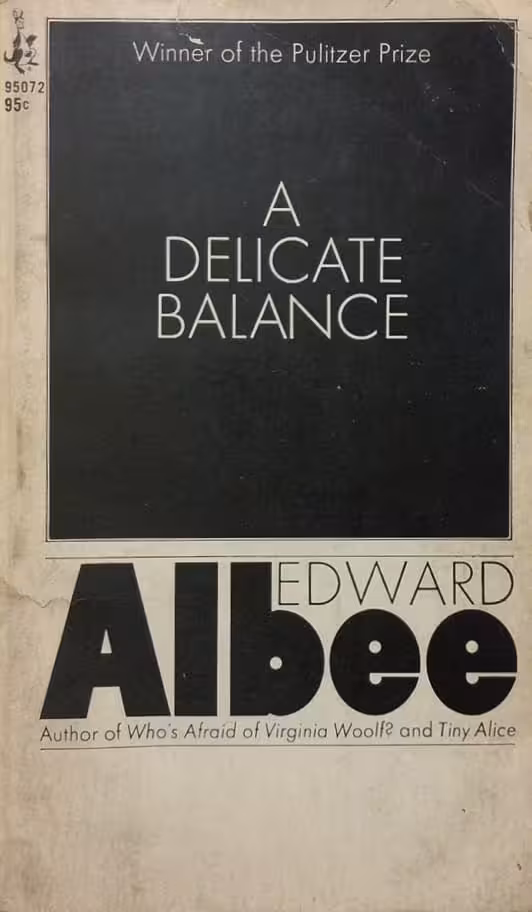 Winner of the Pulitzer Prize
95072
95c
A
DELICATE
BALANCE
EDWARD
Albee
Author of Who's Afraid of Virginia Woolf? and Tiny Alice